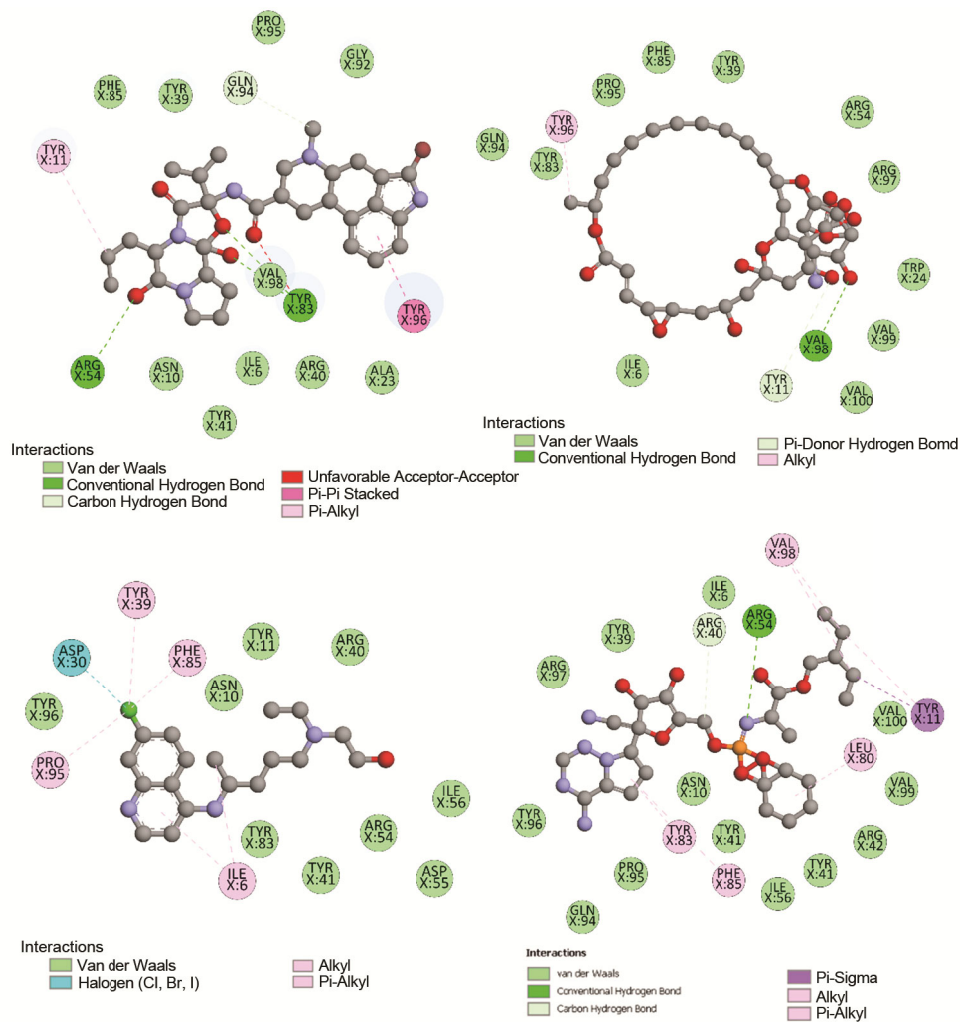 PRO
X:95
GLY
X:92
GLN
X:94
PHE
X:85
TYR
X:39
TYR
X:11
VAL
X:98
TYR
X:83
TYR
X:96
ARG
X:54
ASN
X:10
ILE
X:6
ARG
X:40
ALA
X:23
TYR
X:41
Interactions
Van der Waals
Conventional Hydrogen Bond
Carbon Hydrogen Bond
Unfavorable Acceptor-Acceptor
Pi-Pi Stacked
Pi-Alkyl
PHE
X:85
TYR
X:39
PRO
X:95
ARG
X:54
TYR
X:96
GLN
X:94
TYR
X:83
ARG
X:97
TRP
X:24
VAL
X:99
VAL
X:98
ILE
X:6
TYR
X:11
VAL
X:100
Interactions
Van der Waals
Conventional Hydrogen Bond
Pi-Donor Hydrogen Bomd
Alkyl
TYR
X:39
ASP
X:30
PHE
X:85
TYR
X:11
ARG
X:40
ASN
X:10
TYR
X:96
PRO
X:95
ILE
X:56
TYR
X:83
ARG
X:54
ILE
X:6
TYR
X:41
ASP
X:55
Interactions
Van der Waals
Halogen (Cl, Br, I)
Alkyl
Pi-Alkyl
VAL
X:98
ILE
X:6
ARG
X:54
ARG
X:40
TYR
X:39
ARG
X:97
VAL
X:100
TYR
X:11
LEU
X:80
ASN
X:10
VAL
X:99
TYR
X:96
TYR
X:83
TYR
X:41
ARG
X:42
PRO
X:95
PHE
X:85
ILE
X:56
TYR
X:41
GLN
X:94
Interactions
van der Waals
Conventional Hydrogen Bond
Carbon Hydrogen Bond
Pi-Sigma
Alkyl
Pi-Alkyl